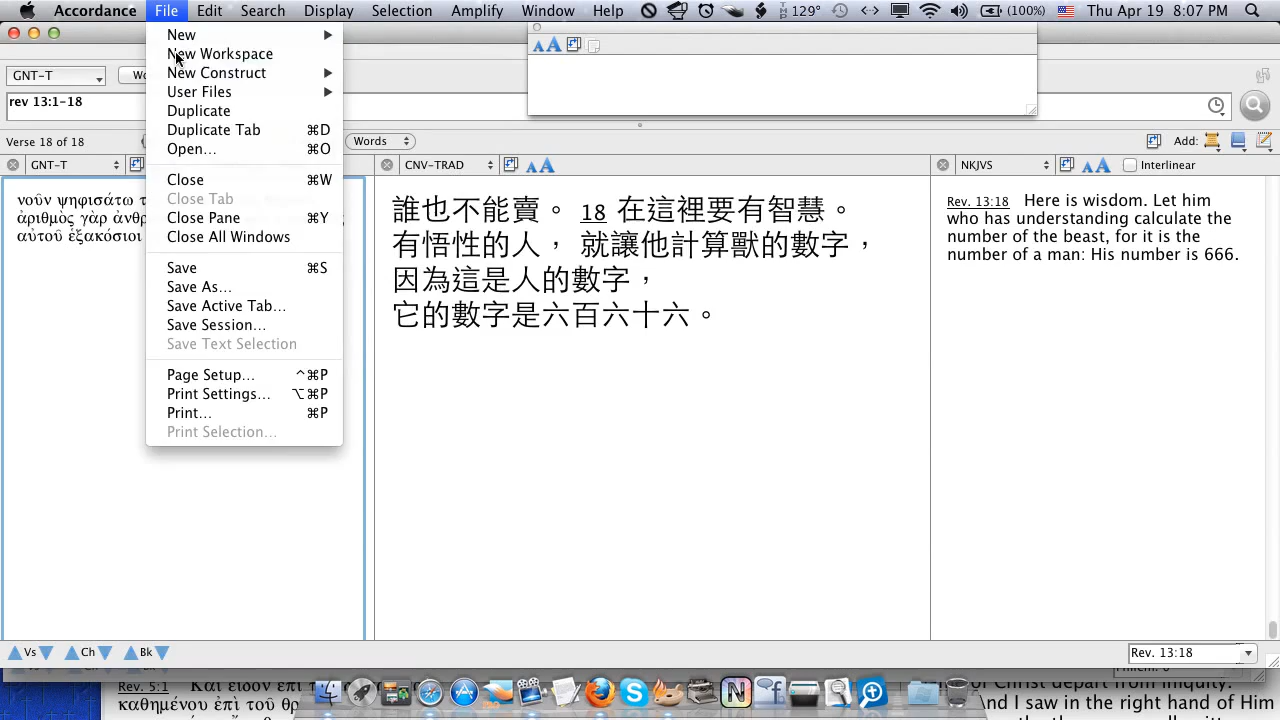 Accordance File Edit Search Display Selection Amplify Window Help 129° (100%) Thu Apr 19 8:07 PM
GNT-T
rev 13:1-18
Verse 18 of 18
Words
Add:
New
New Workspace
New Construct
User Files
Duplicate
Duplicate Tab ⌘D
Open... ⌘O
Close ⌘W
Close Tab
Close Pane ⌘Y
Close All Windows
Save ⌘S
Save As...
Save Active Tab...
Save Session...
Save Text Selection
Page Setup... ^⌘P
Print Settings... ⌥⌘P
Print... ⌘P
Print Selection...
GNT-T
νοῦν ψηφισάτω
ἀριθμὸς γὰρ
αὐτοῦ ἑξακόσιοι
CNV-TRAD
誰也不能賣。 18 在這裡要有智慧。
有悟性的人， 就讓他計算獸的數字，
因為這是人的數字，
它的數字是六百六十六。
NKJVS Interlinear
Rev. 13:18 Here is wisdom. Let him
who has understanding calculate the
number of the beast, for it is the
number of a man: His number is 666.
Vs Ch Bk
Rev. 13:18
Rev. 5:1 Καὶ εἶδον ἐπὶ
καθημένου ἐπὶ τοῦ
of Christ depart from iniquity.
And I saw in the right hand of Him